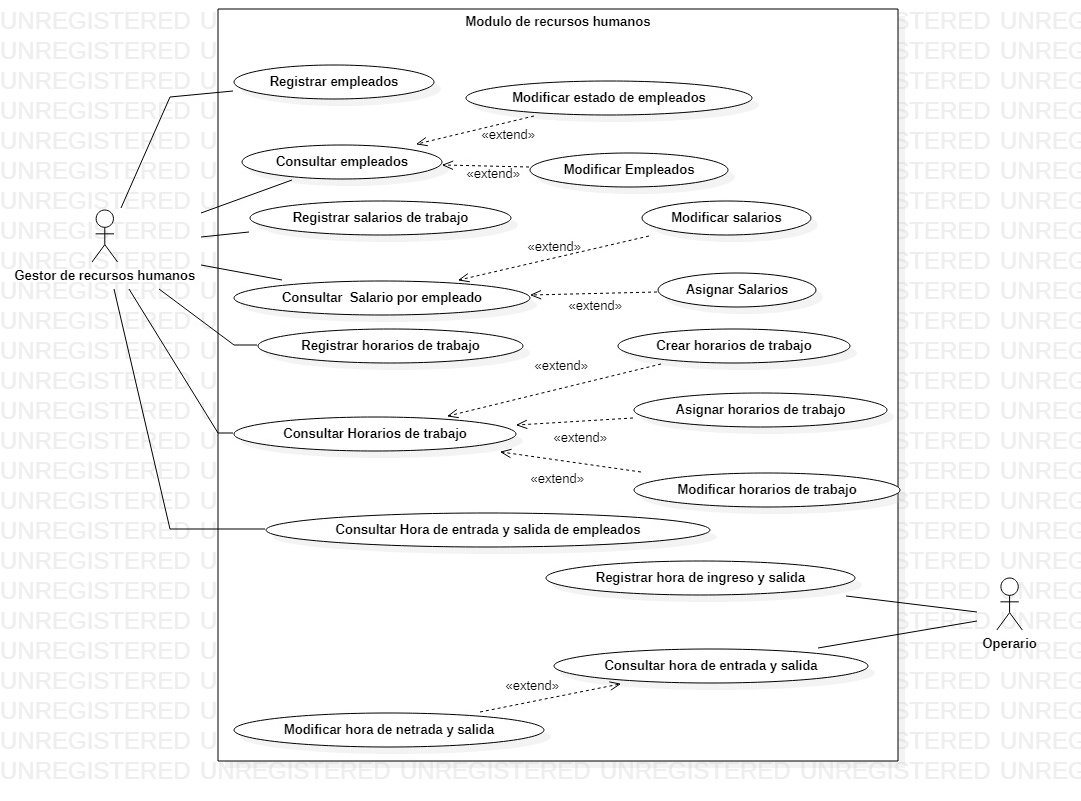 Modulo de recursos humanos
Registrar empleados
Modificar estado de empleados
«extend»
Consultar empleados
Modificar Empleados
«extend»
Registrar salarios de trabajo
Modificar salarios
«extend»
Gestor de recursos humanos
Consultar  Salario por empleado
Asignar Salarios
«extend»
Registrar horarios de trabajo
Crear horarios de trabajo
«extend»
Asignar horarios de trabajo
Consultar Horarios de trabajo
«extend»
«extend»
Modificar horarios de trabajo
Consultar Hora de entrada y salida de empleados
Registrar hora de ingreso y salida
Operario
Consultar hora de entrada y salida
«extend»
Modificar hora de netrada y salida
UNREGISTERED UNREGISTERED UNREGISTERED UNREGISTERED UNREGISTERED UNREG